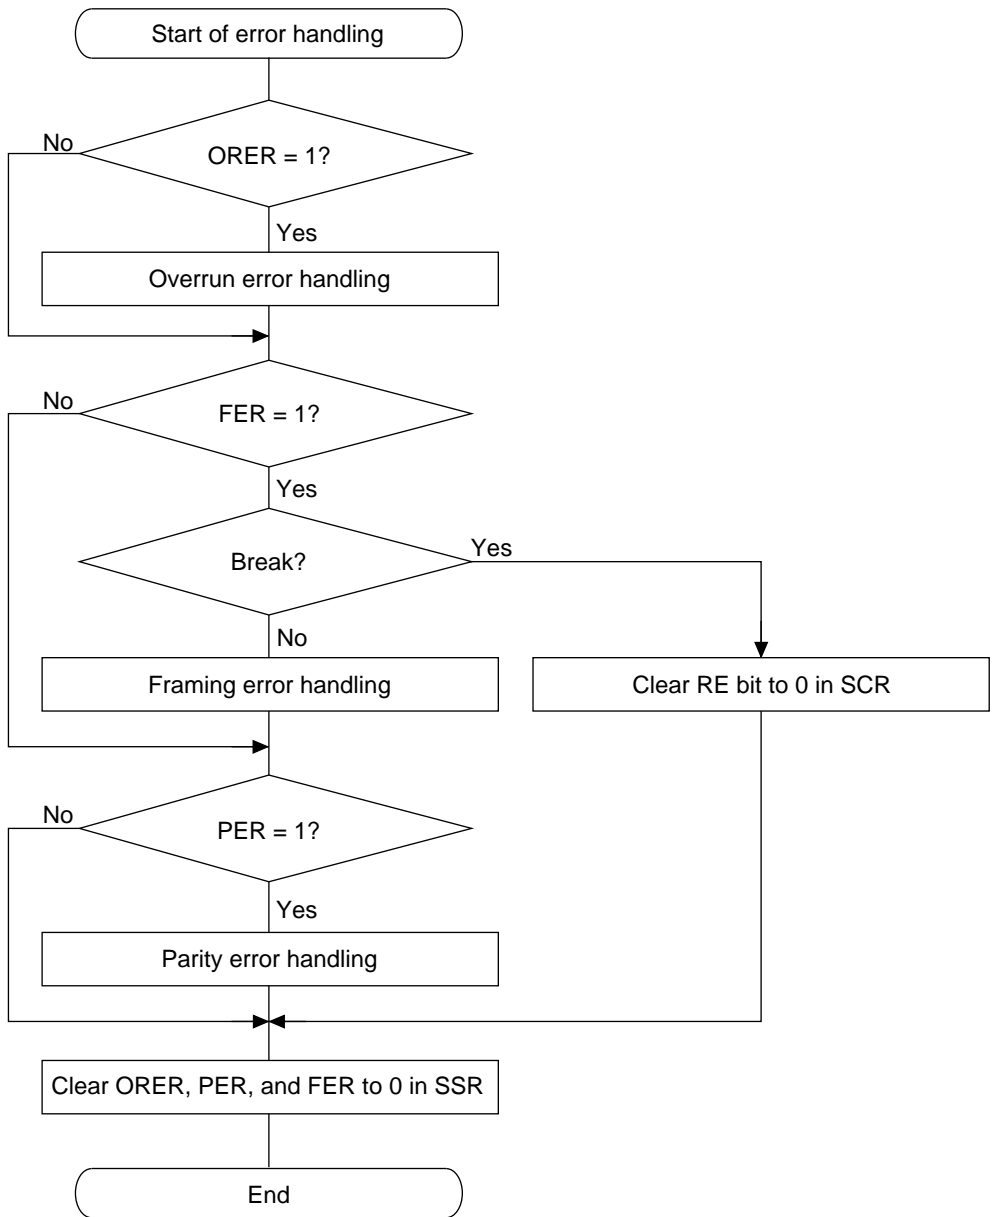 Start of error handling
No
ORER = 1?
Yes
Overrun error handling
No
FER = 1?
Yes
Break?
Yes
No
Framing error handling
Clear RE bit to 0 in SCR
No
PER = 1?
Yes
Parity error handling
Clear ORER, PER, and FER to 0 in SSR
End